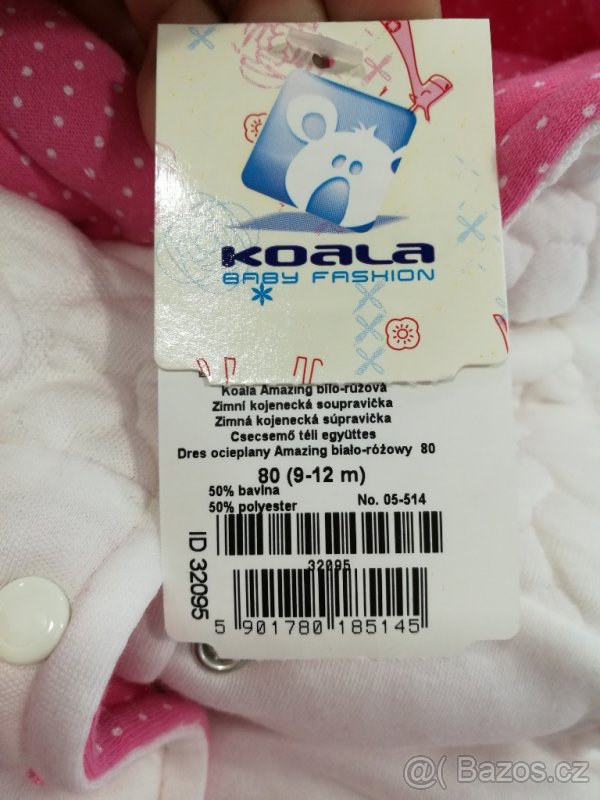 KOALA
BABY FASHION
Koala Amazing bílo-růžová
Zimní kojenecká soupravička
Zimná kojenecká súpravička
Csecsemő téli együttes
Dres ocieplany Amazing biało-różowy 80
80 (9-12 m)
50% bavlna
50% polyester
No. 05-514
ID 32095
32095
5 901780 185145
@( Bazos.cz